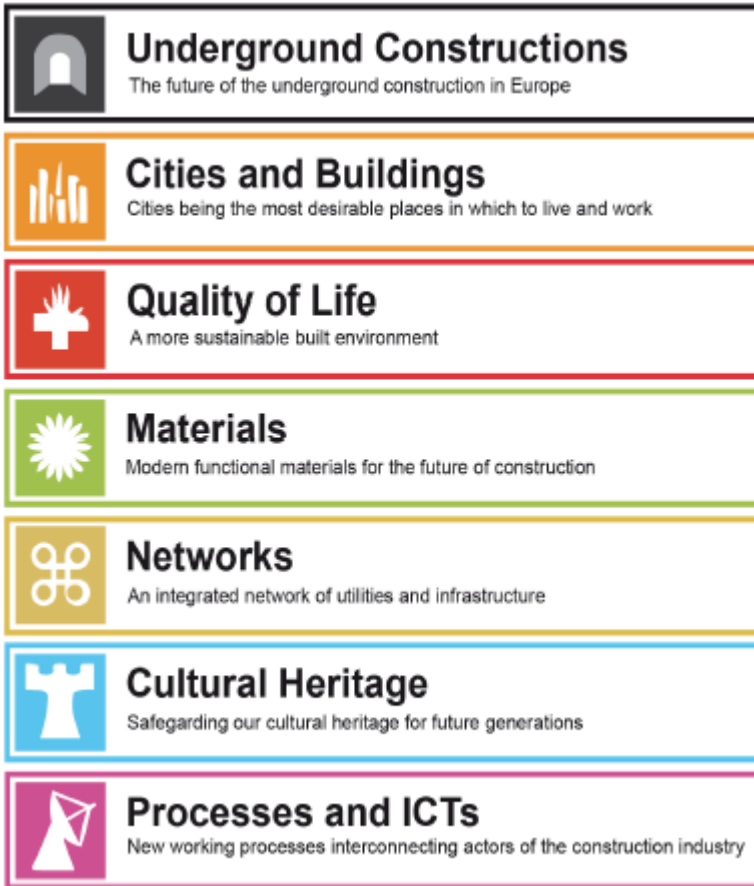 Underground Constructions
The future of the underground construction in Europe
Cities and Buildings
Cities being the most desirable places in which to live and work
Quality of Life
A more sustainable built environment
Materials
Modern functional materials for the future of construction
Networks
An integrated network of utilities and infrastructure
Cultural Heritage
Safegarding our cultural heritage for future generations
Processes and ICTs
New working processes interconnecting actors of the construction industry